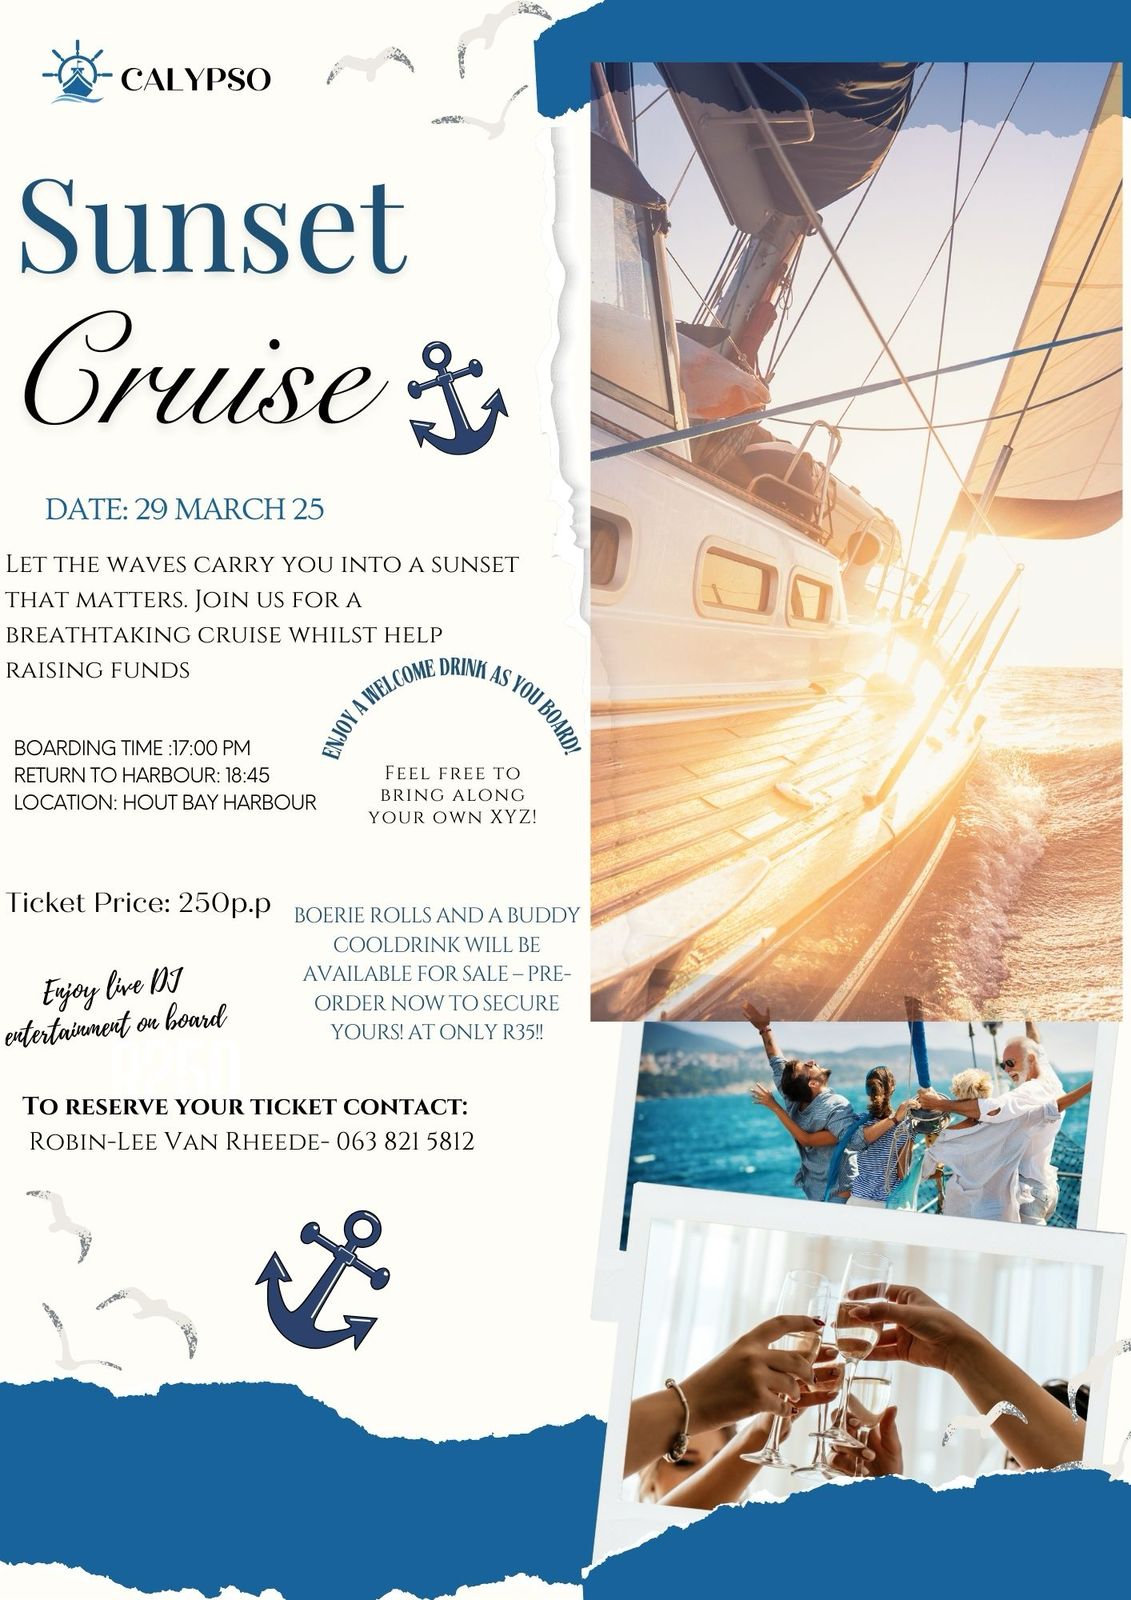 CALYPSO
Sunset
Cruise
DATE: 29 MARCH 25
LET THE WAVES CARRY YOU INTO A SUNSET
THAT MATTERS. JOIN US FOR A
BREATHTAKING CRUISE WHILST HELP
RAISING FUNDS
ENJOY A WELCOME DRINK AS YOU BOARD!
BOARDING TIME :17:00 PM
RETURN TO HARBOUR: 18:45
LOCATION: HOUT BAY HARBOUR
FEEL FREE TO
BRING ALONG
YOUR OWN XYZ!
Ticket Price: 250p.p
BOERIE ROLLS AND A BUDDY
COOLDRINK WILL BE
AVAILABLE FOR SALE – PRE-
ORDER NOW TO SECURE
YOURS! AT ONLY R35!!
Enjoy live DJ
entertainment on board
TO RESERVE YOUR TICKET CONTACT:
ROBIN-LEE VAN RHEEDE- 063 821 5812